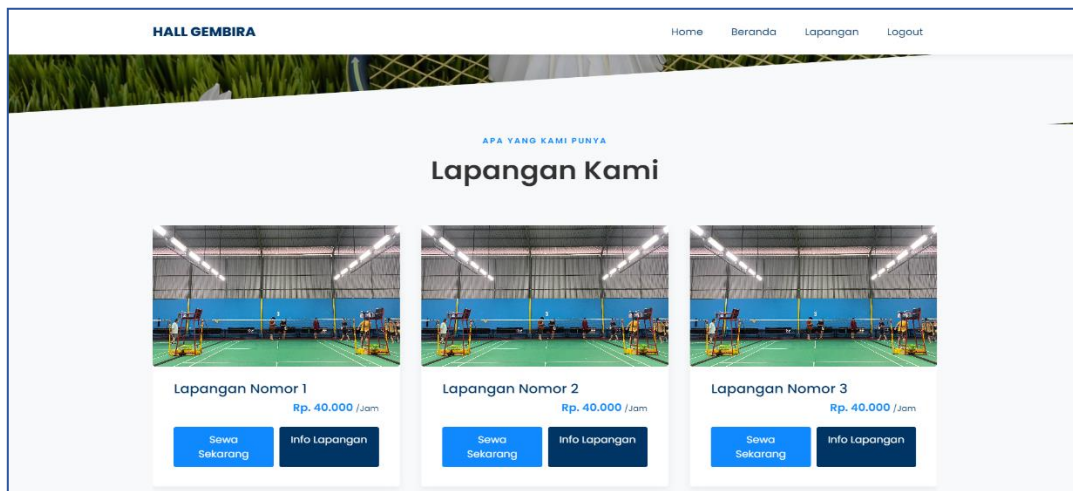 HALL GEMBIRA
Home Beranda Lapangan Logout
APA YANG KAMI PUNYA
Lapangan Kami
Lapangan Nomor 1
Rp. 40.000 /Jam
Sewa
Sekarang
Info Lapangan
Lapangan Nomor 2
Rp. 40.000 /Jam
Sewa
Sekarang
Info Lapangan
Lapangan Nomor 3
Rp. 40.000 /Jam
Sewa
Sekarang
Info Lapangan